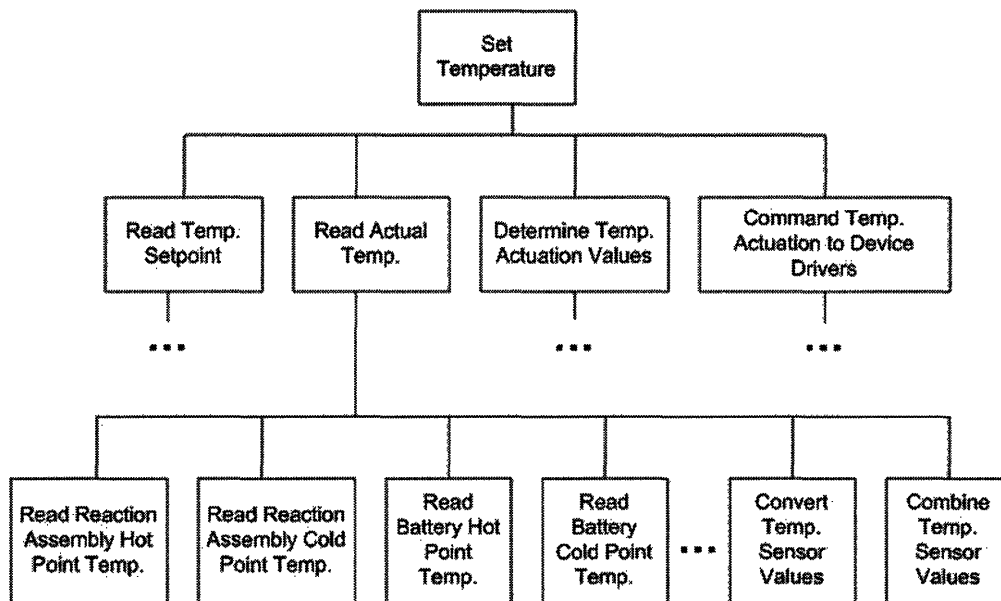 Set
Temperature
Read Temp.
Setpoint
Read Actual
Temp.
Determine Temp.
Actuation Values
Command Temp.
Actuation to Device
Drivers
...
...
...
Read Reaction
Assembly Hot
Point Temp.
Read Reaction
Assembly Cold
Point Temp.
Read
Battery Hot
Point
Temp.
Read
Battery
Cold Point
Temp.
...
Convert
Temp.
Sensor
Values
Combine
Temp.
Sensor
Values